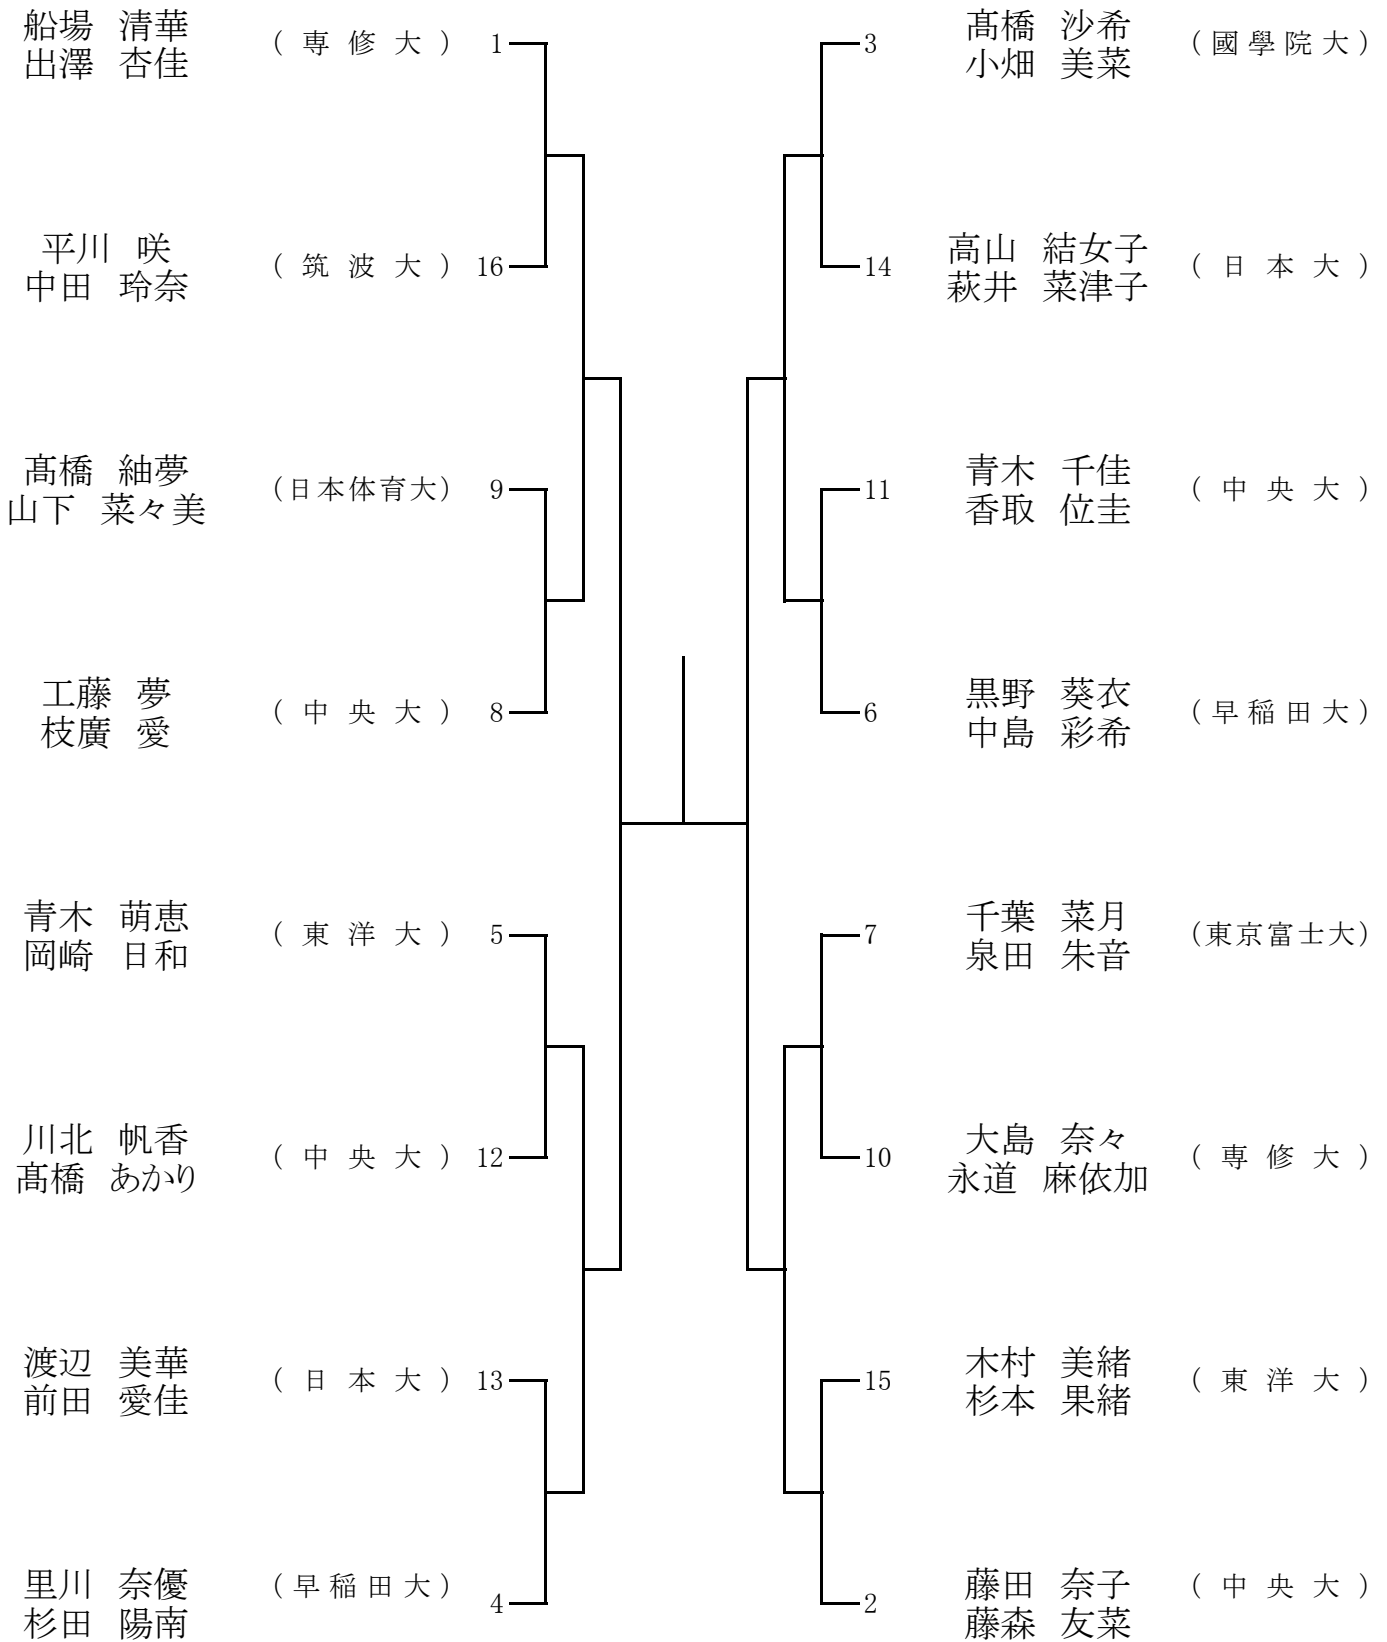 船場 清華
出澤 杏佳
(専修大) 1
平川 咲
中田 玲奈
(筑波大) 16
髙橋 紬夢
山下 菜々美
(日本体育大) 9
工藤 夢
枝廣 愛
(中央大) 8
青木 萌恵
岡崎 日和
(東洋大) 5
川北 帆香
髙橋 あかり
(中央大) 12
渡辺 美華
前田 愛佳
(日本大) 13
里川 奈優
杉田 陽南
(早稲田大) 4
3 髙橋 沙希
小畑 美菜
(國學院大)
14 高山 結女子
萩井 菜津子
(日本大)
11 青木 千佳
香取 位圭
(中央大)
6 黒野 葵衣
中島 彩希
(早稲田大)
7 千葉 菜月
泉田 朱音
(東京富士大)
10 大島 奈々
永道 麻依加
(専修大)
15 木村 美緒
杉本 果緒
(東洋大)
2 藤田 奈子
藤森 友菜
(中央大)